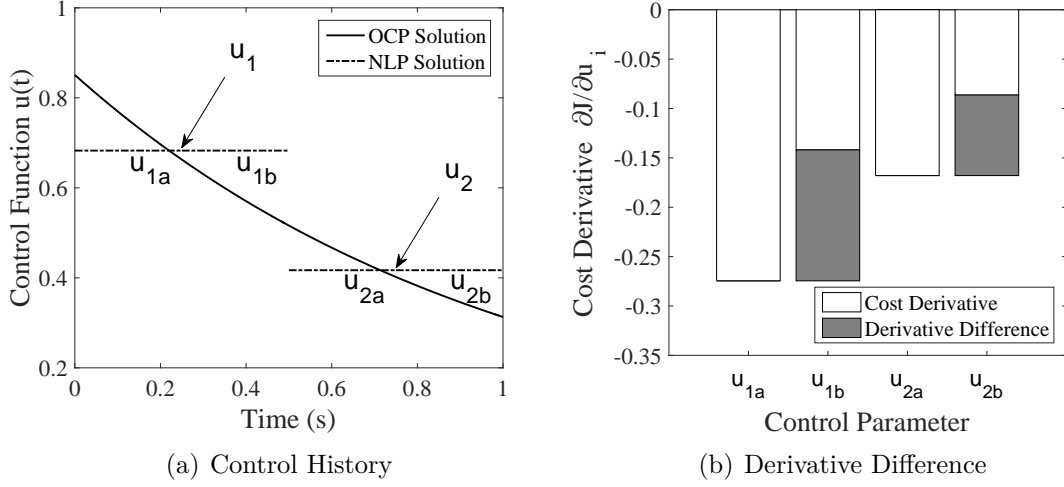 1
0.8
0.6
0.4
0.2
0
0.2
0.4
0.6
0.8
1
Control Function u(t)
Time (s)
OCP Solution
NLP Solution
u1
u1a
u1b
u2
u2a
u2b
(a) Control History
0
-0.05
-0.1
-0.15
-0.2
-0.25
-0.3
-0.35
Cost Derivative ∂J/∂ui
Cost Derivative
Derivative Difference
u1a
u1b
u2a
u2b
Control Parameter
(b) Derivative Difference